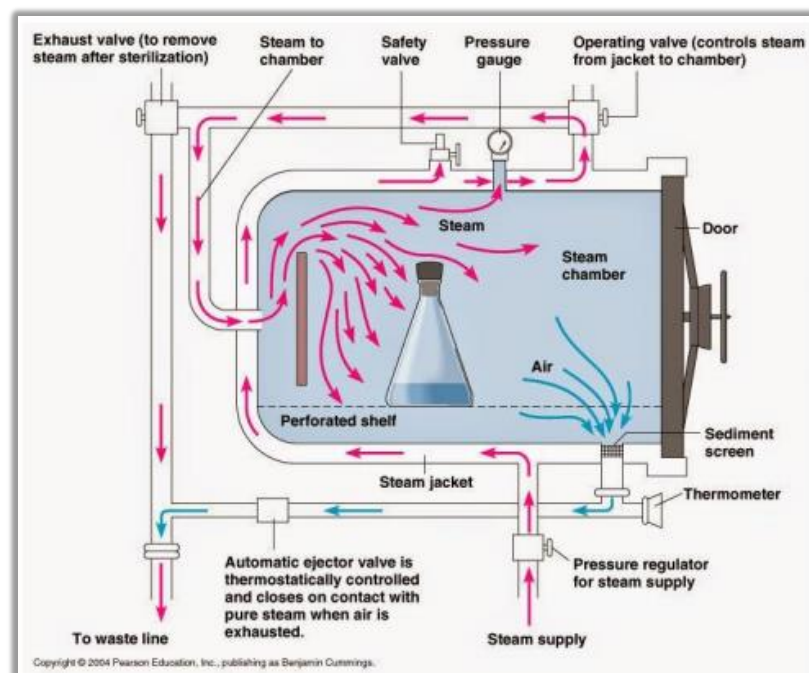 Exhaust valve (to remove
steam after sterilization)
Steam to
chamber
Safety
valve
Pressure
gauge
Operating valve (controls steam
from jacket to chamber)
Steam
Steam
chamber
Door
Air
Perforated shelf
Sediment
screen
Steam jacket
Thermometer
Automatic ejector valve is
thermostatically controlled
and closes on contact with
pure steam when air is
exhausted.
Pressure regulator
for steam supply
To waste line
Steam supply
Copyright © 2004 Pearson Education, Inc., publishing as Benjamin Cummings.